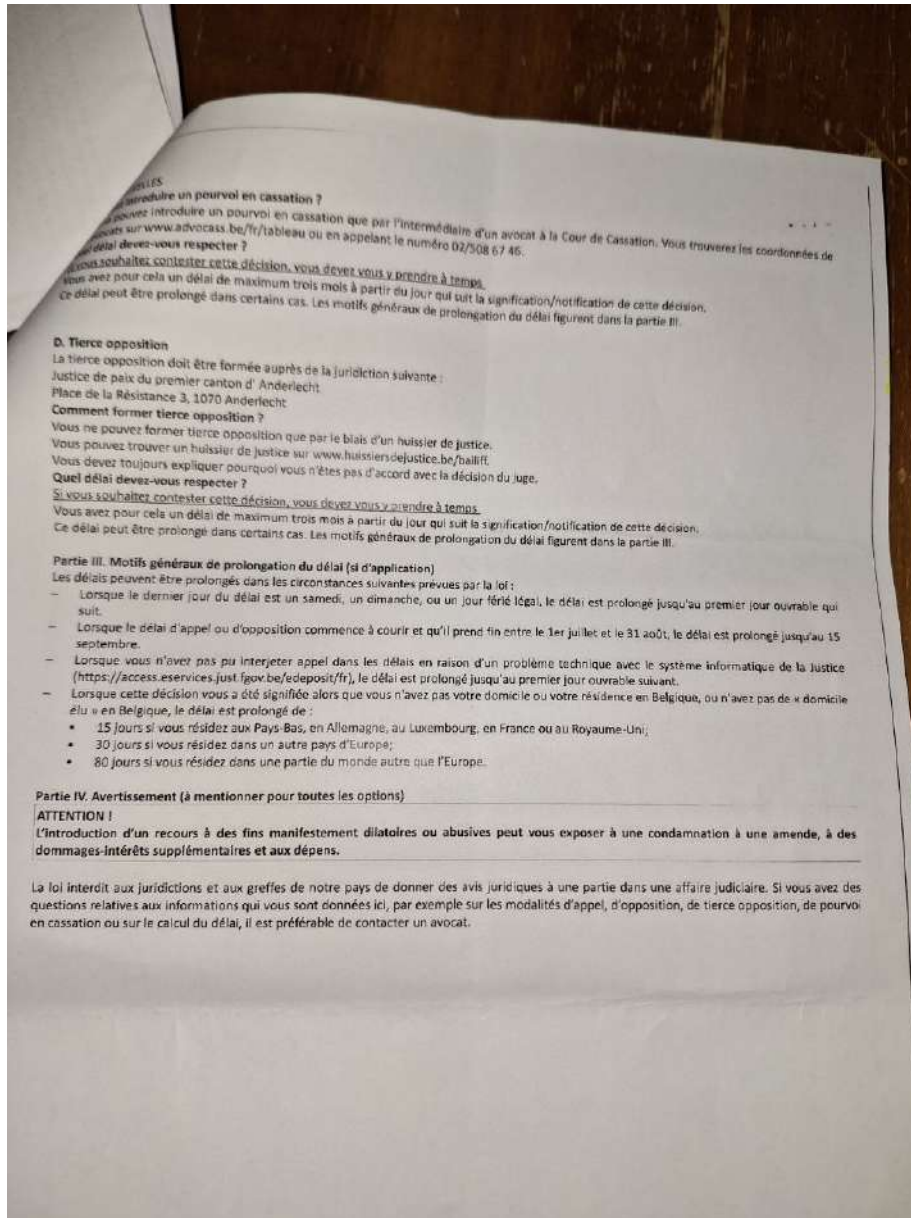 ELLES
introduire un pourvoi en cassation ?
pouvez introduire un pourvoi en cassation que par l'intermédiaire d'un avocat à la Cour de Cassation. Vous trouverez les coordonnées de
sur www.advocass.be/fr/tableau ou en appelant le numéro 02/508 67 46.
délai devez-vous respecter ?
Si vous souhaitez contester cette décision, vous devez vous y prendre à temps.
Vous avez pour cela un délai de maximum trois mois à partir du jour qui suit la signification/notification de cette décision.
Ce délai peut être prolongé dans certains cas. Les motifs généraux de prolongation du délai figurent dans la partie III.
D. Tierce opposition
La tierce opposition doit être formée auprès de la juridiction suivante :
Justice de paix du premier canton d' Anderlecht
Place de la Résistance 3, 1070 Anderlecht
Comment former tierce opposition ?
Vous ne pouvez former tierce opposition que par le biais d'un huissier de justice.
Vous pouvez trouver un huissier de justice sur www.huissiersdejustice.be/bailiff.
Vous devez toujours expliquer pourquoi vous n'êtes pas d'accord avec la décision du juge.
Quel délai devez-vous respecter ?
Si vous souhaitez contester cette décision, vous devez vous y prendre à temps.
Vous avez pour cela un délai de maximum trois mois à partir du jour qui suit la signification/notification de cette décision.
Ce délai peut être prolongé dans certains cas. Les motifs généraux de prolongation du délai figurent dans la partie III.
Partie III. Motifs généraux de prolongation du délai (si d'application)
Les délais peuvent être prolongés dans les circonstances suivantes prévues par la loi :
– Lorsque le dernier jour du délai est un samedi, un dimanche, ou un jour férié légal, le délai est prolongé jusqu'au premier jour ouvrable qui
suit.
– Lorsque le délai d'appel ou d'opposition commence à courir et qu'il prend fin entre le 1er juillet et le 31 août, le délai est prolongé jusqu'au 15
septembre.
– Lorsque vous n'avez pas pu interjeter appel dans les délais en raison d'un problème technique avec le système informatique de la Justice
(https://access.eservices.just.fgov.be/edeposit/fr), le délai est prolongé jusqu'au premier jour ouvrable suivant.
– Lorsque cette décision vous a été signifiée alors que vous n'avez pas votre domicile ou votre résidence en Belgique, ou n'avez pas de « domicile
élu » en Belgique, le délai est prolongé de :
• 15 jours si vous résidez aux Pays-Bas, en Allemagne, au Luxembourg, en France ou au Royaume-Uni;
• 30 jours si vous résidez dans un autre pays d'Europe;
• 80 jours si vous résidez dans une partie du monde autre que l'Europe.
Partie IV. Avertissement (à mentionner pour toutes les options)
ATTENTION !
L'introduction d'un recours à des fins manifestement dilatoires ou abusives peut vous exposer à une condamnation à une amende, à des
dommages-intérêts supplémentaires et aux dépens.
La loi interdit aux juridictions et aux greffes de notre pays de donner des avis juridiques à une partie dans une affaire judiciaire. Si vous avez des
questions relatives aux informations qui vous sont données ici, par exemple sur les modalités d'appel, d'opposition, de tierce opposition, de pourvoi
en cassation ou sur le calcul du délai, il est préférable de contacter un avocat.